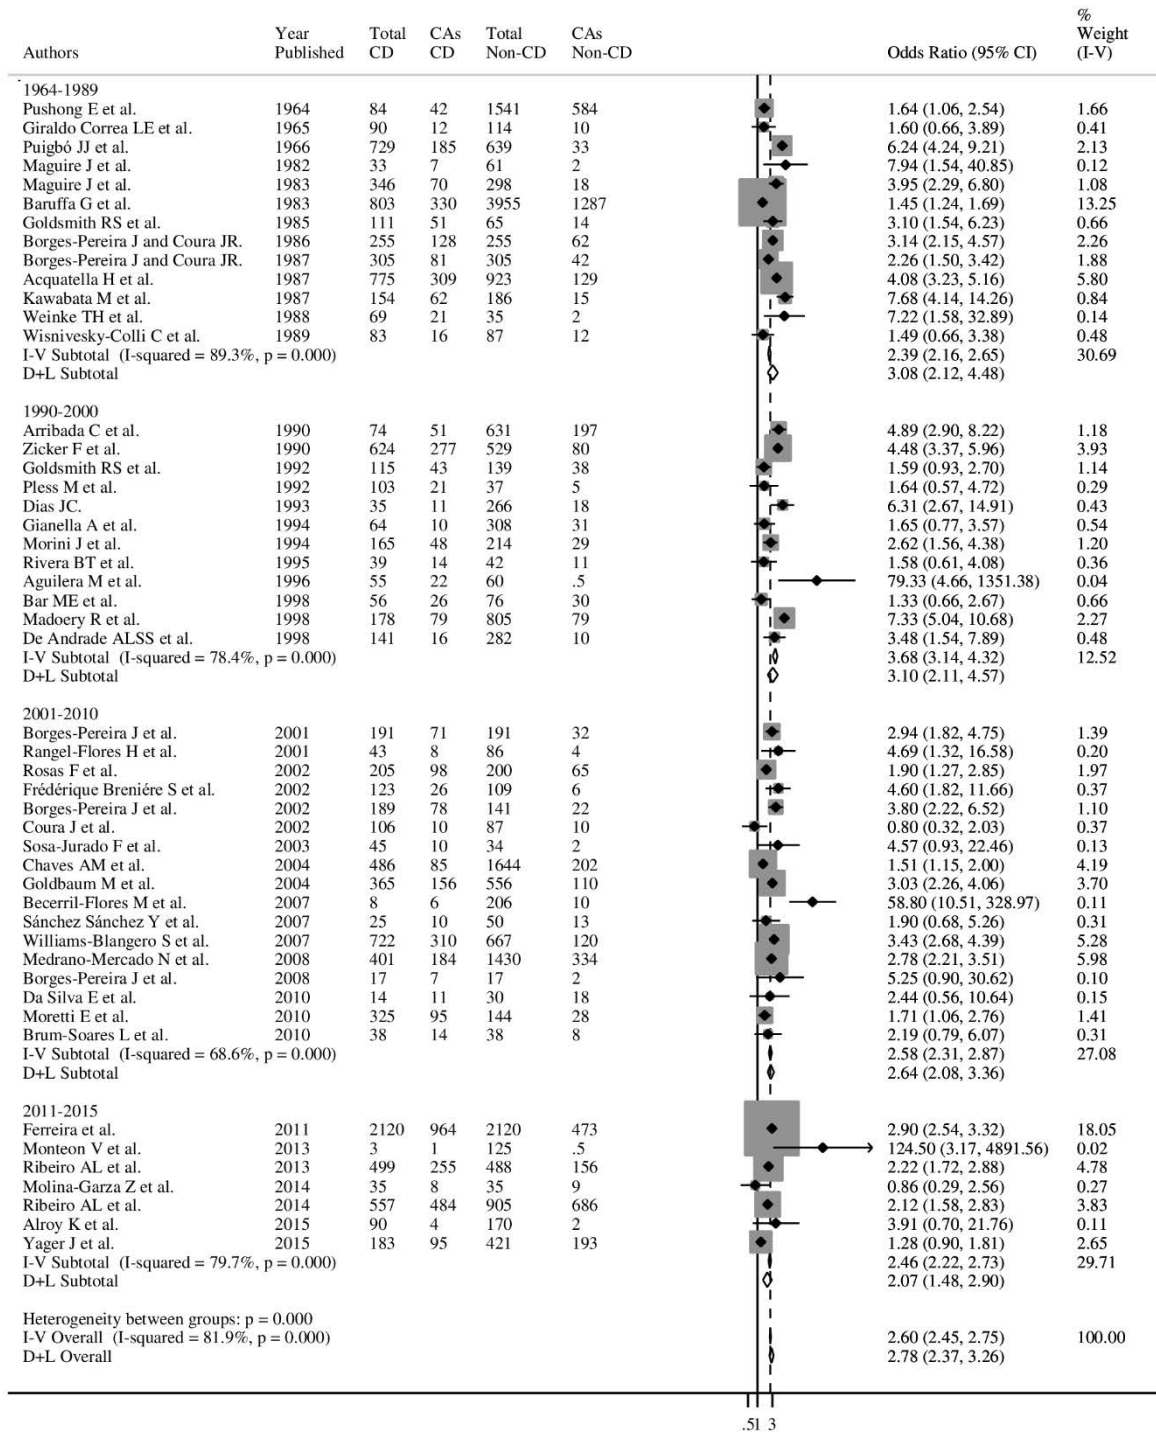 %
Year Total CAs Total CAs Weight
Authors Published CD CD Non-CD Non-CD Odds Ratio (95% CI) (I-V)
1964-1989
Pushong E et al. 1964 84 42 1541 584 1.64 (1.06, 2.54) 1.66
Giraldo Correa LE et al. 1965 90 12 114 10 1.60 (0.66, 3.89) 0.41
Puigbó JJ et al. 1966 729 185 639 33 6.24 (4.24, 9.21) 2.13
Maguire J et al. 1982 33 7 61 2 7.94 (1.54, 40.85) 0.12
Maguire J et al. 1983 346 70 298 18 3.95 (2.29, 6.80) 1.08
Baruffa G et al. 1983 803 330 3955 1287 1.45 (1.24, 1.69) 13.25
Goldsmith RS et al. 1985 111 51 65 14 3.10 (1.54, 6.23) 0.66
Borges-Pereira J and Coura JR. 1986 255 128 255 62 3.14 (2.15, 4.57) 2.26
Borges-Pereira J and Coura JR. 1987 305 81 305 42 2.26 (1.50, 3.42) 1.88
Acquatella H et al. 1987 775 309 923 129 4.08 (3.23, 5.16) 5.80
Kawabata M et al. 1987 154 62 186 15 7.68 (4.14, 14.26) 0.84
Weinke TH et al. 1988 69 21 35 2 7.22 (1.58, 32.89) 0.14
Wisnivesky-Colli C et al. 1989 83 16 87 12 1.49 (0.66, 3.38) 0.48
I-V Subtotal (I-squared = 89.3%, p = 0.000) 2.39 (2.16, 2.65) 30.69
D+L Subtotal 3.08 (2.12, 4.48)
1990-2000
Arribada C et al. 1990 74 51 631 197 4.89 (2.90, 8.22) 1.18
Zicker F et al. 1990 624 277 529 80 4.48 (3.37, 5.96) 3.93
Goldsmith RS et al. 1992 115 43 139 38 1.59 (0.93, 2.70) 1.14
Pless M et al. 1992 103 21 37 5 1.64 (0.57, 4.72) 0.29
Dias JC. 1993 35 11 266 18 6.31 (2.67, 14.91) 0.43
Gianella A et al. 1994 64 10 308 31 1.65 (0.77, 3.57) 0.54
Morini J et al. 1994 165 48 214 29 2.62 (1.56, 4.38) 1.20
Rivera BT et al. 1995 39 14 42 11 1.58 (0.61, 4.08) 0.36
Aguilera M et al. 1996 55 22 60 .5 79.33 (4.66, 1351.38) 0.04
Bar ME et al. 1998 56 26 76 30 1.33 (0.66, 2.67) 0.66
Madoery R et al. 1998 178 79 805 79 7.33 (5.04, 10.68) 2.27
De Andrade ALSS et al. 1998 141 16 282 10 3.48 (1.54, 7.89) 0.48
I-V Subtotal (I-squared = 78.4%, p = 0.000) 3.68 (3.14, 4.32) 12.52
D+L Subtotal 3.10 (2.11, 4.57)
2001-2010
Borges-Pereira J et al. 2001 191 71 191 32 2.94 (1.82, 4.75) 1.39
Rangel-Flores H et al. 2001 43 8 86 4 4.69 (1.32, 16.58) 0.20
Rosas F et al. 2002 205 98 200 65 1.90 (1.27, 2.85) 1.97
Frédérique Breniére S et al. 2002 123 26 109 6 4.60 (1.82, 11.66) 0.37
Borges-Pereira J et al. 2002 189 78 141 22 3.80 (2.22, 6.52) 1.10
Coura J et al. 2002 106 10 87 10 0.80 (0.32, 2.03) 0.37
Sosa-Jurado F et al. 2003 45 10 34 2 4.57 (0.93, 22.46) 0.13
Chaves AM et al. 2004 486 85 1644 202 1.51 (1.15, 2.00) 4.19
Goldbaum M et al. 2004 365 156 556 110 3.03 (2.26, 4.06) 3.70
Becerril-Flores M et al. 2007 8 6 206 10 58.80 (10.51, 328.97) 0.11
Sánchez Sánchez Y et al. 2007 25 10 50 13 1.90 (0.68, 5.26) 0.31
Williams-Blangero S et al. 2007 722 310 667 120 3.43 (2.68, 4.39) 5.28
Medrano-Mercado N et al. 2008 401 184 1430 334 2.78 (2.21, 3.51) 5.98
Borges-Pereira J et al. 2008 17 7 17 2 5.25 (0.90, 30.62) 0.10
Da Silva E et al. 2010 14 11 30 18 2.44 (0.56, 10.64) 0.15
Moretti E et al. 2010 325 95 144 28 1.71 (1.06, 2.76) 1.41
Brum-Soares L et al. 2010 38 14 38 8 2.19 (0.79, 6.07) 0.31
I-V Subtotal (I-squared = 68.6%, p = 0.000) 2.58 (2.31, 2.87) 27.08
D+L Subtotal 2.64 (2.08, 3.36)
2011-2015
Ferreira et al. 2011 2120 964 2120 473 2.90 (2.54, 3.32) 18.05
Monteon V et al. 2013 3 1 125 .5 124.50 (3.17, 4891.56) 0.02
Ribeiro AL et al. 2013 499 255 488 156 2.22 (1.72, 2.88) 4.78
Molina-Garza Z et al. 2014 35 8 35 9 0.86 (0.29, 2.56) 0.27
Ribeiro AL et al. 2014 557 484 905 686 2.12 (1.58, 2.83) 3.83
Alroy K et al. 2015 90 4 170 2 3.91 (0.70, 21.76) 0.11
Yager J et al. 2015 183 95 421 193 1.28 (0.90, 1.81) 2.65
I-V Subtotal (I-squared = 79.7%, p = 0.000) 2.46 (2.22, 2.73) 29.71
D+L Subtotal 2.07 (1.48, 2.90)
Heterogeneity between groups: p = 0.000
I-V Overall (I-squared = 81.9%, p = 0.000) 2.60 (2.45, 2.75) 100.00
D+L Overall 2.78 (2.37, 3.26)
.5 1 3